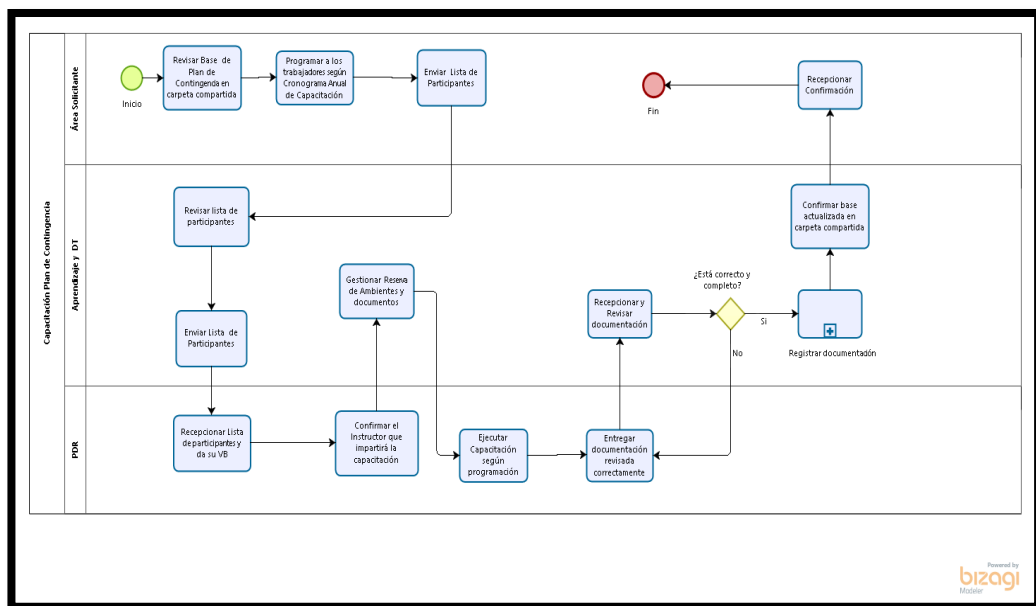 Capacitación Plan de Contingencia
Área Solicitante
Inicio
Revisar Base de
Plan de
Contingenda en
carpeta compartida
Programar a los
trabajadores según
Cronograma Anual
de Capacitación
Enviar Lista de
Participantes
Fin
Recepcionar
Confirmación
Aprendizaje y DT
Revisar lista de
participantes
Enviar Lista de
Participantes
Gestionar Reserva
de Ambientes y
documentos
Recepcionar y
Revisar
documentación
¿Está correcto y
completo?
Si
No
Confirmar base
actualizada en
carpeta compartida
Registrar documentadón
PDR
Recepcionar Lista
de participantes y
da su VB
Confirmar el
Instructor que
impartirá la
capacitación
Ejecutar
Capacitación
según
programación
Entregar
documentación
revisada
correctamente
Powered by
bizagi
Modeler